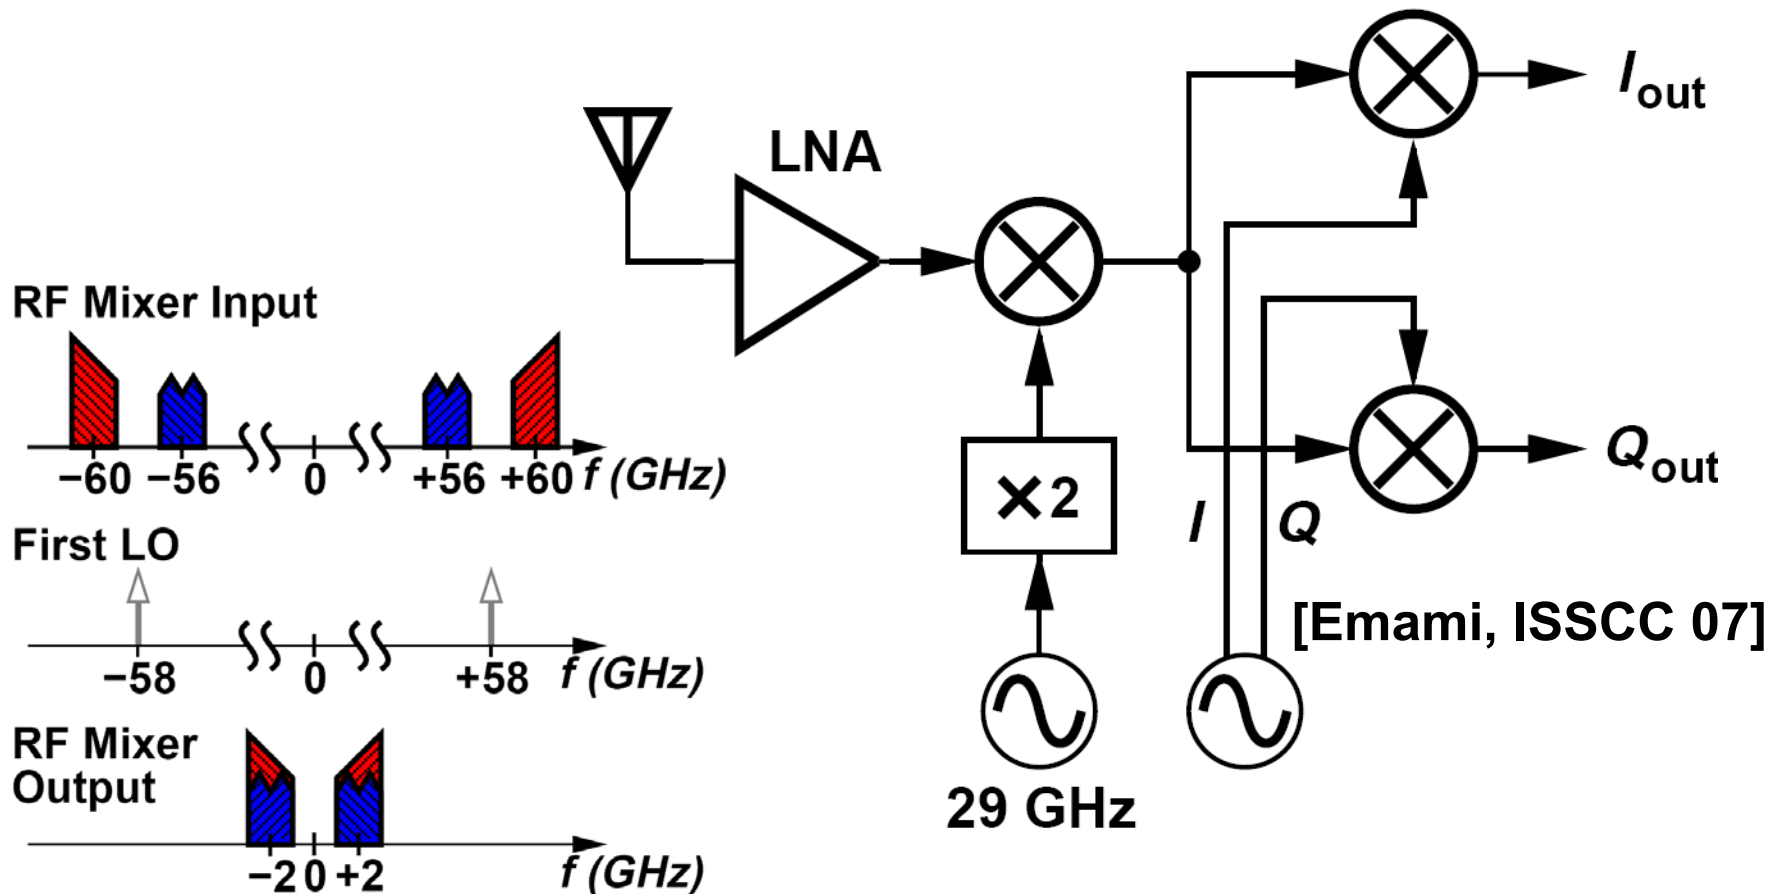 LNA
I out
RF Mixer Input
−60 −56 0 +56 +60 f (GHz)
×2
Q out
I Q
First LO
−58 0 +58 f (GHz)
[Emami, ISSCC 07]
RF Mixer
Output
−2 0 +2 f (GHz)
29 GHz